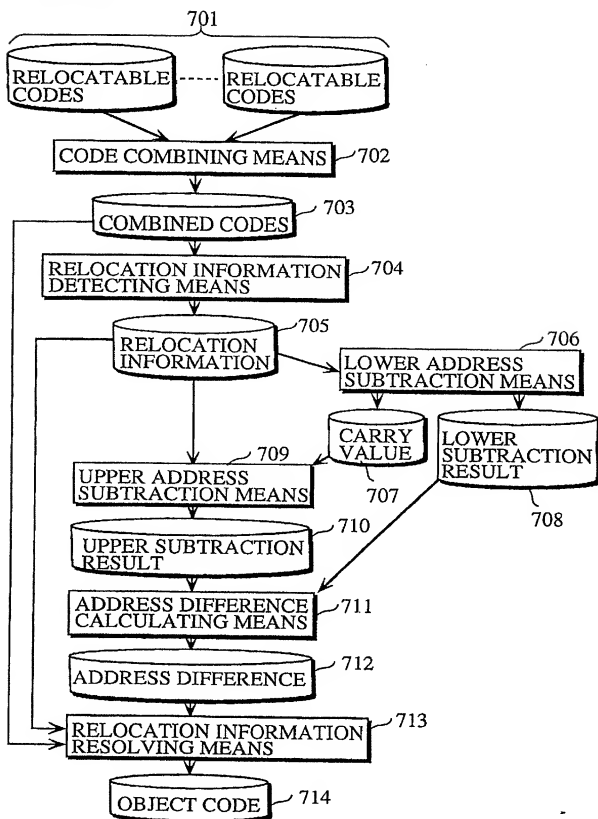 701
RELOCATABLE
CODES
RELOCATABLE
CODES
CODE COMBINING MEANS
702
COMBINED CODES
703
RELOCATION INFORMATION
DETECTING MEANS
704
RELOCATION
INFORMATION
705
706
LOWER ADDRESS
SUBTRACTION MEANS
CARRY
VALUE
707
LOWER
SUBTRACTION
RESULT
708
709
UPPER ADDRESS
SUBTRACTION MEANS
710
UPPER SUBTRACTION
RESULT
ADDRESS DIFFERENCE
CALCULATING MEANS
711
ADDRESS DIFFERENCE
712
RELOCATION INFORMATION
RESOLVING MEANS
713
OBJECT CODE
714